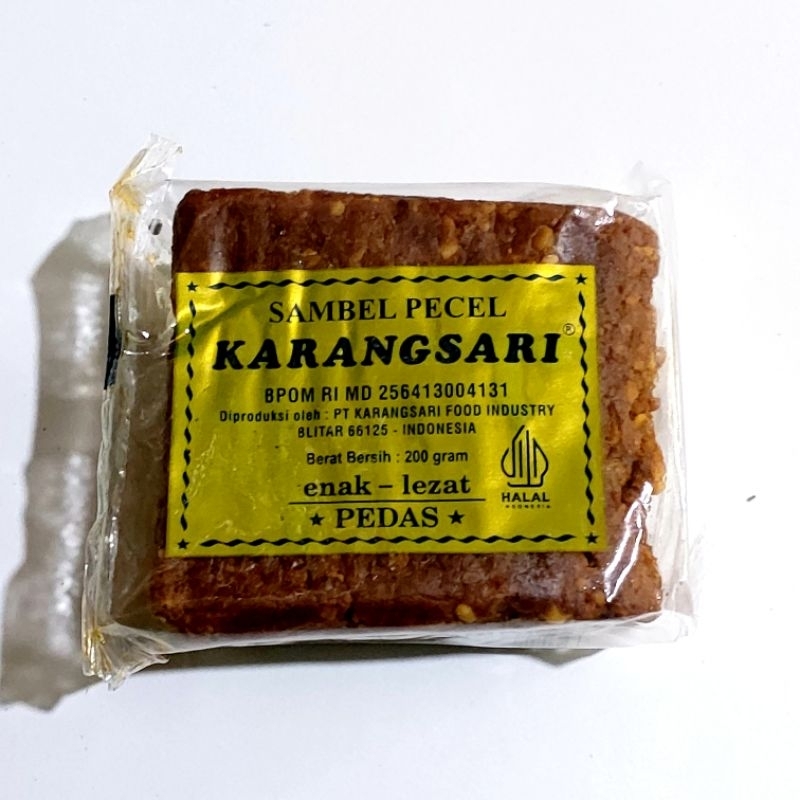 SAMBEL PECEL
KARANGSARI
BPOM RI MD 256413004131
Diproduksi oleh : PT KARANGSARI FOOD INDUSTRY
BLITAR 66125 - INDONESIA
Berat Bersih : 200 gram
enak – lezat
★ PEDAS ★
HALAL
INDONESIA